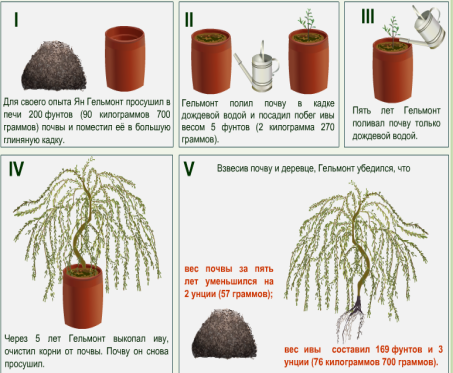 I
Для своего опыта Ян Гельмонт просушил в
печи 200 фунтов (90 килограммов 700
граммов) почвы и поместил её в большую
глиняную кадку.
II
Гельмонт полил почву в кадке
дождевой водой и посадил побег ивы
весом 5 фунтов (2 килограмма 270
граммов).
III
Пять лет Гельмонт
поливал почву только
дождевой водой.
IV
Через 5 лет Гельмонт выкопал иву,
очистил корни от почвы. Почву он снова
просушил.
V
Взвесив почву и деревце, Гельмонт убедился, что
вес почвы за пять
лет уменьшился на
2 унции (57 граммов);
вес ивы составил 169 фунтов и 3
унции (76 килограммов 700 граммов).